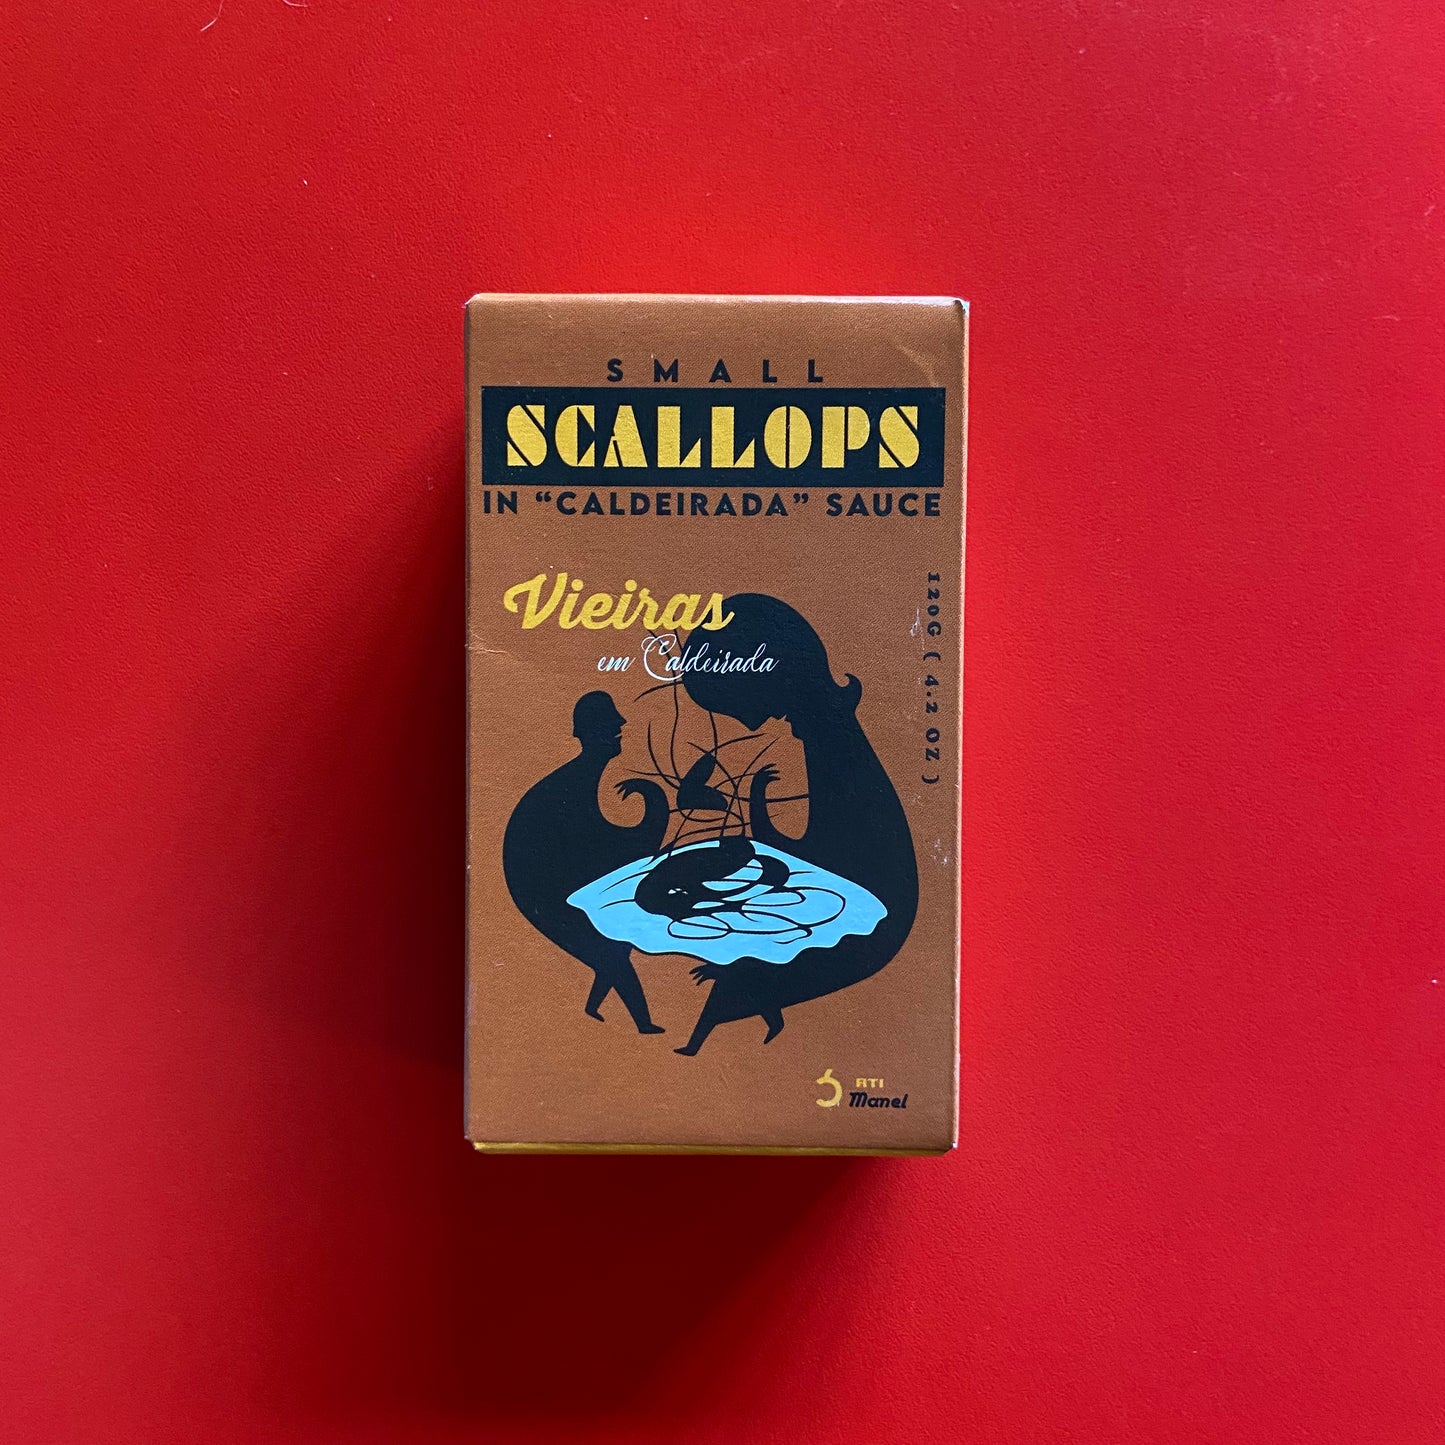 SMALL
SCALLOPS
IN “CALDEIRADA” SAUCE
Vieiras
em Caldeirada
120G ( 4.2 OZ )
ATI
Manel